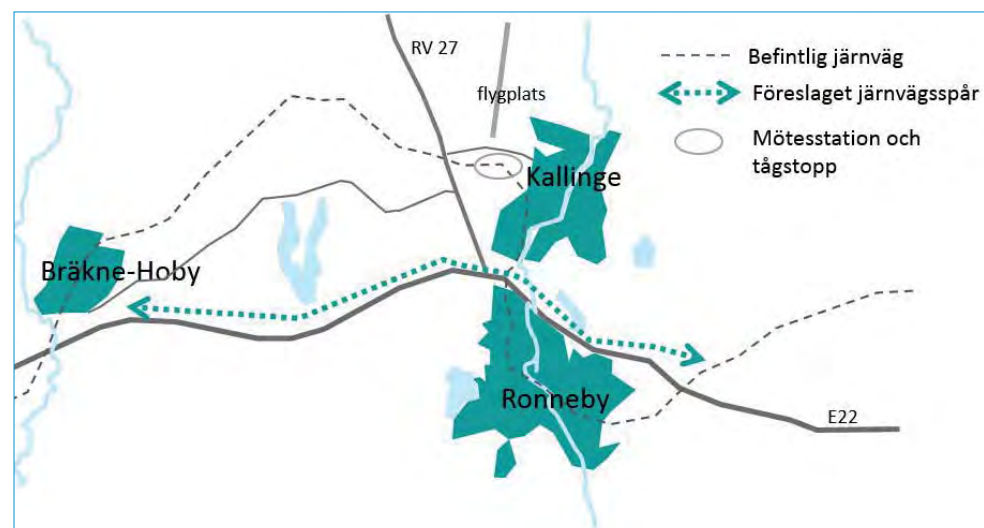 RV 27
flygplats
Kallinge
Bräkne-Hoby
Ronneby
E22
Befintlig järnväg
Föreslaget järnvägsspår
Mötesstation och
tågstopp